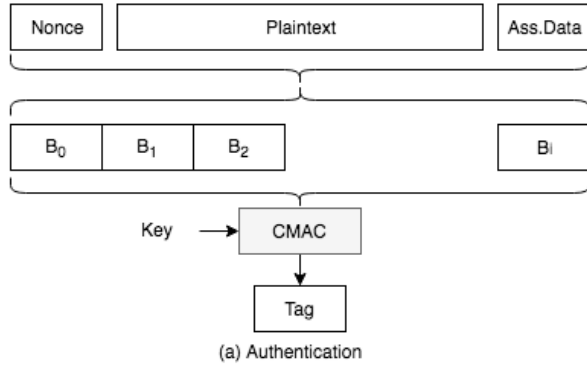 Nonce Plaintext Ass.Data
B0 B1 B2 Bi
Key CMAC
Tag
(a) Authentication